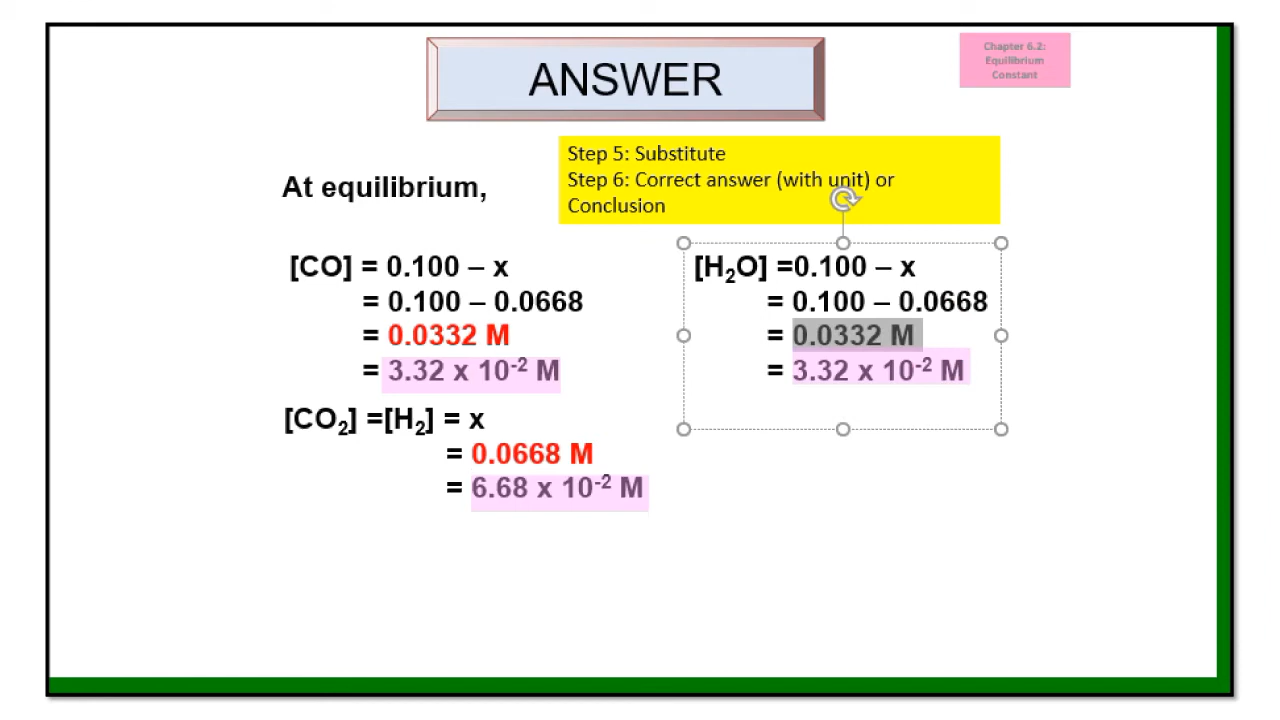 ANSWER
Chapter 6.2:
Equilibrium
Constant
Step 5: Substitute
Step 6: Correct answer (with unit) or
Conclusion
At equilibrium,
[CO] = 0.100 – x
= 0.100 – 0.0668
= 0.0332 M
= 3.32 x 10⁻² M
[H₂O] =0.100 – x
= 0.100 – 0.0668
= 0.0332 M
= 3.32 x 10⁻² M
[CO₂] =[H₂] = x
= 0.0668 M
= 6.68 x 10⁻² M